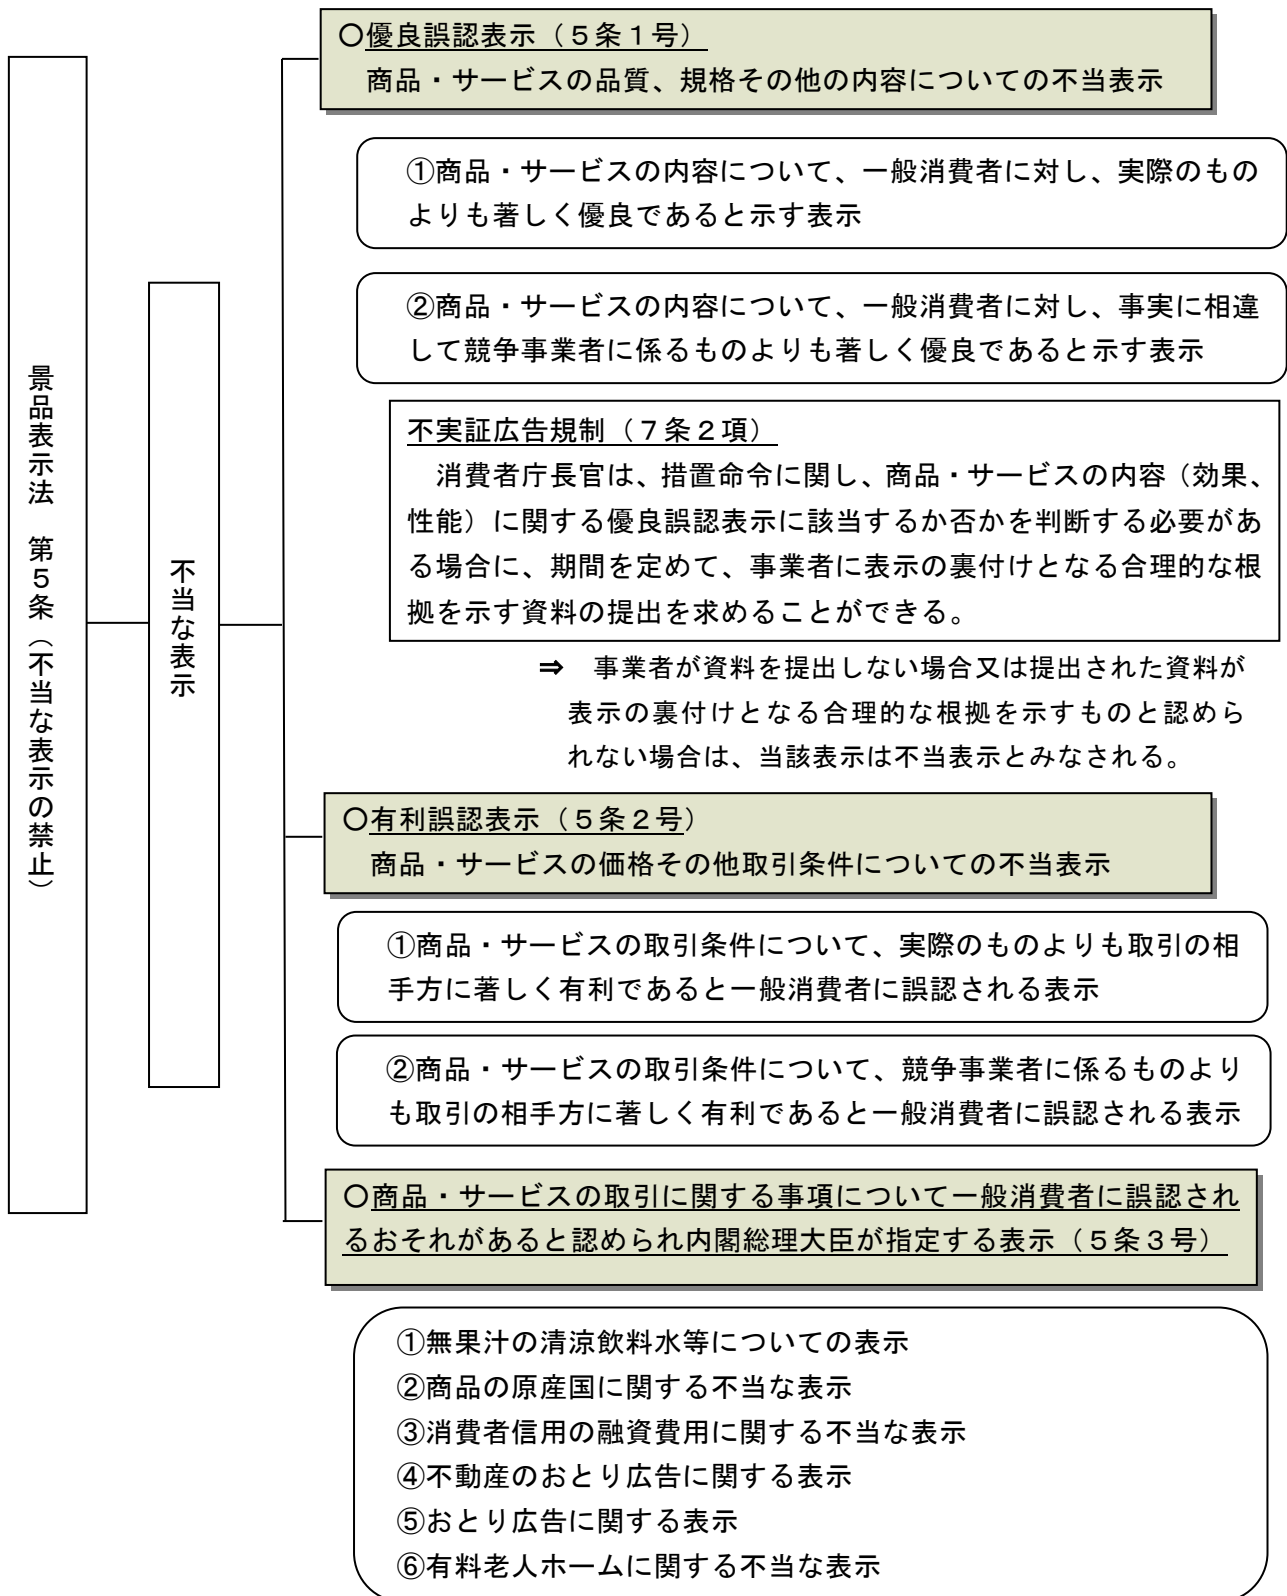 景品表示法　第５条（不当な表示の禁止）
不当な表示
〇優良誤認表示（５条１号）
商品・サービスの品質、規格その他の内容についての不当表示
①商品・サービスの内容について、一般消費者に対し、実際のもの
よりも著しく優良であると示す表示
②商品・サービスの内容について、一般消費者に対し、事実に相違
して競争事業者に係るものよりも著しく優良であると示す表示
不実証広告規制（７条２項）
消費者庁長官は、措置命令に関し、商品・サービスの内容（効果、
性能）に関する優良誤認表示に該当するか否かを判断する必要があ
る場合に、期間を定めて、事業者に表示の裏付けとなる合理的な根
拠を示す資料の提出を求めることができる。
⇒　事業者が資料を提出しない場合又は提出された資料が
表示の裏付けとなる合理的な根拠を示すものと認めら
れない場合は、当該表示は不当表示とみなされる。
〇有利誤認表示（５条２号）
商品・サービスの価格その他取引条件についての不当表示
①商品・サービスの取引条件について、実際のものよりも取引の相
手方に著しく有利であると一般消費者に誤認される表示
②商品・サービスの取引条件について、競争事業者に係るものより
も取引の相手方に著しく有利であると一般消費者に誤認される表示
〇商品・サービスの取引に関する事項について一般消費者に誤認され
るおそれがあると認められ内閣総理大臣が指定する表示（５条３号）
①無果汁の清涼飲料水等についての表示
②商品の原産国に関する不当な表示
③消費者信用の融資費用に関する不当な表示
④不動産のおとり広告に関する表示
⑤おとり広告に関する表示
⑥有料老人ホームに関する不当な表示